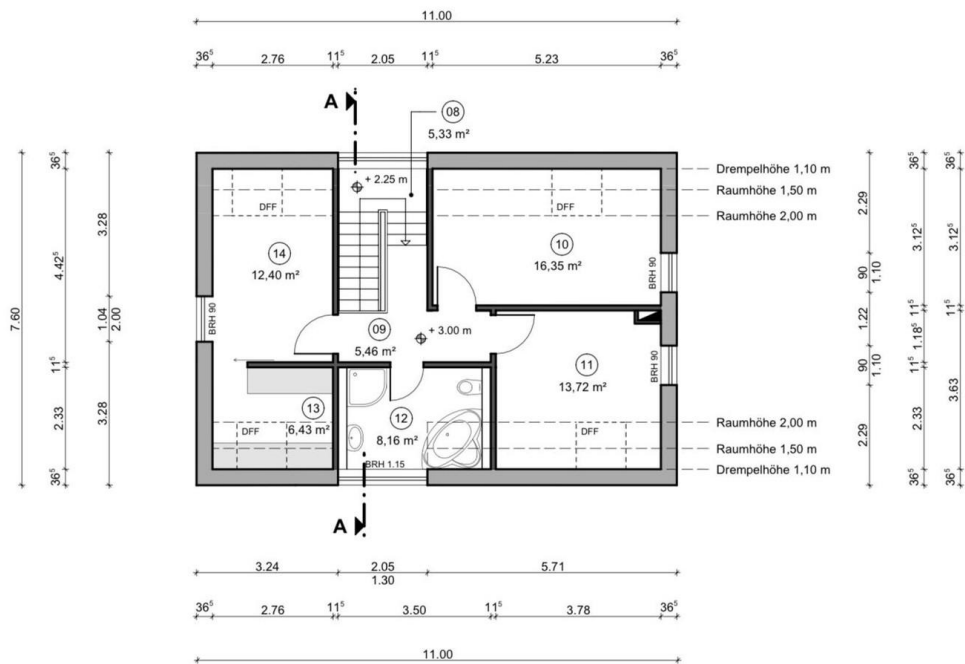 11.00
36⁵ 2.76 11⁵ 2.05 11⁵ 5.23 36⁵
A
08
5,33 m²
+ 2.25 m
DFF
DFF
Drempelhöhe 1,10 m
Raumhöhe 1,50 m
Raumhöhe 2,00 m
14
12,40 m²
10
16,35 m²
BRH 90
BRH 90
09
5,46 m²
+ 3.00 m
11
13,72 m²
BRH 90
13
6,43 m²
DFF
12
8,16 m²
BRH 1.15
DFF
Raumhöhe 2,00 m
Raumhöhe 1,50 m
Drempelhöhe 1,10 m
A
7.60
36⁵ 4.42⁵ 11⁵ 2.33 36⁵
3.28 1.04 2.00 3.28
2.29 90 1.10 1.22 90 1.10 2.29
36⁵ 3.12⁵ 11⁵ 1.18⁵ 11⁵ 2.33 36⁵
36⁵ 3.12⁵ 11⁵ 3.63 36⁵
3.24 2.05 5.71
1.30
36⁵ 2.76 11⁵ 3.50 11⁵ 3.78 36⁵
11.00